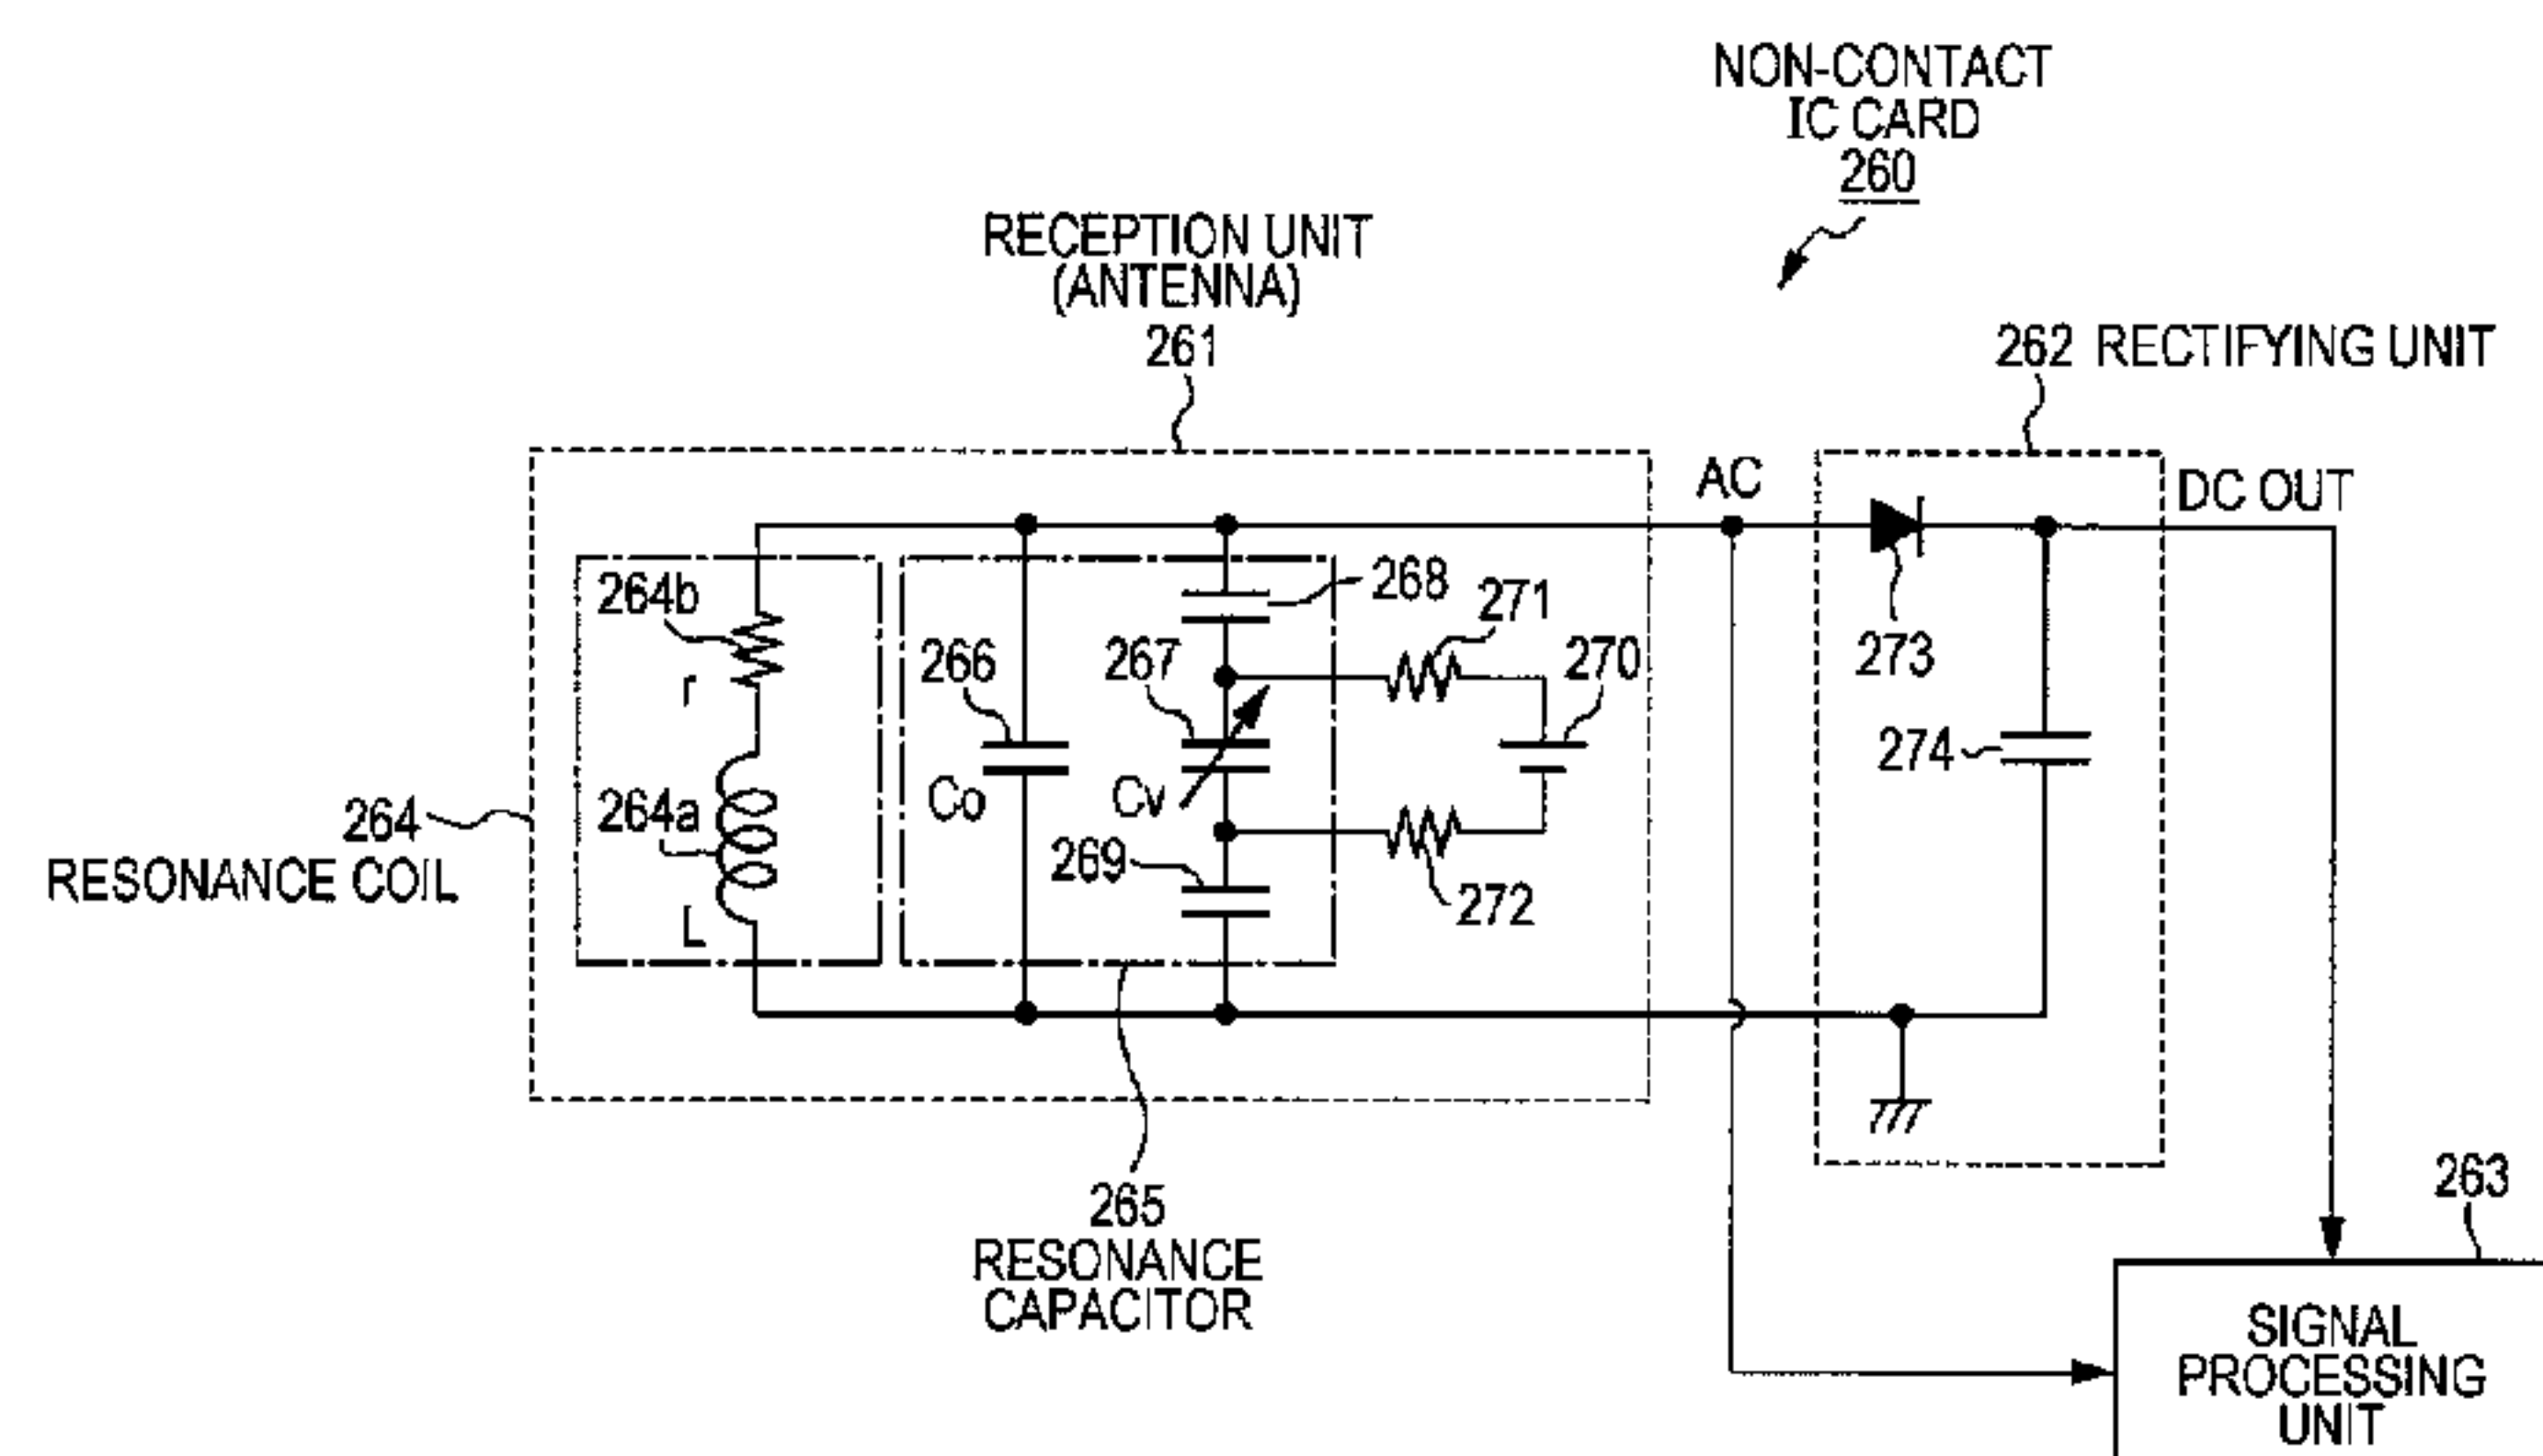 NON-CONTACT
IC CARD
260
RECEPTION UNIT
(ANTENNA)
261
262 RECTIFYING UNIT
AC
DC OUT
264b
r
268
271
266
267
270
273
274
Co
Cv
264a
264
RESONANCE COIL
269
272
L
265
RESONANCE
CAPACITOR
263
SIGNAL
PROCESSING
UNIT